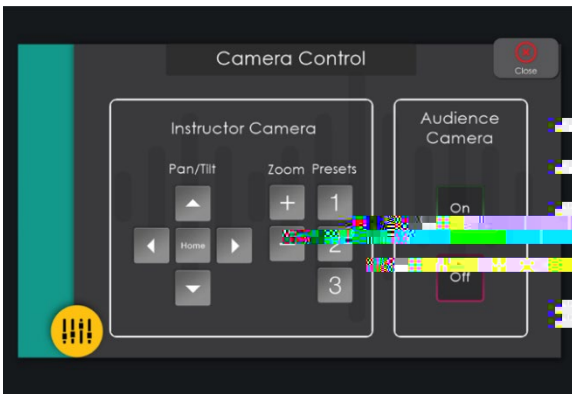 Camera Control
Close
Instructor Camera
Pan/Tilt
Zoom Presets
Home
+
1
2
3
Audience
Camera
On
Off